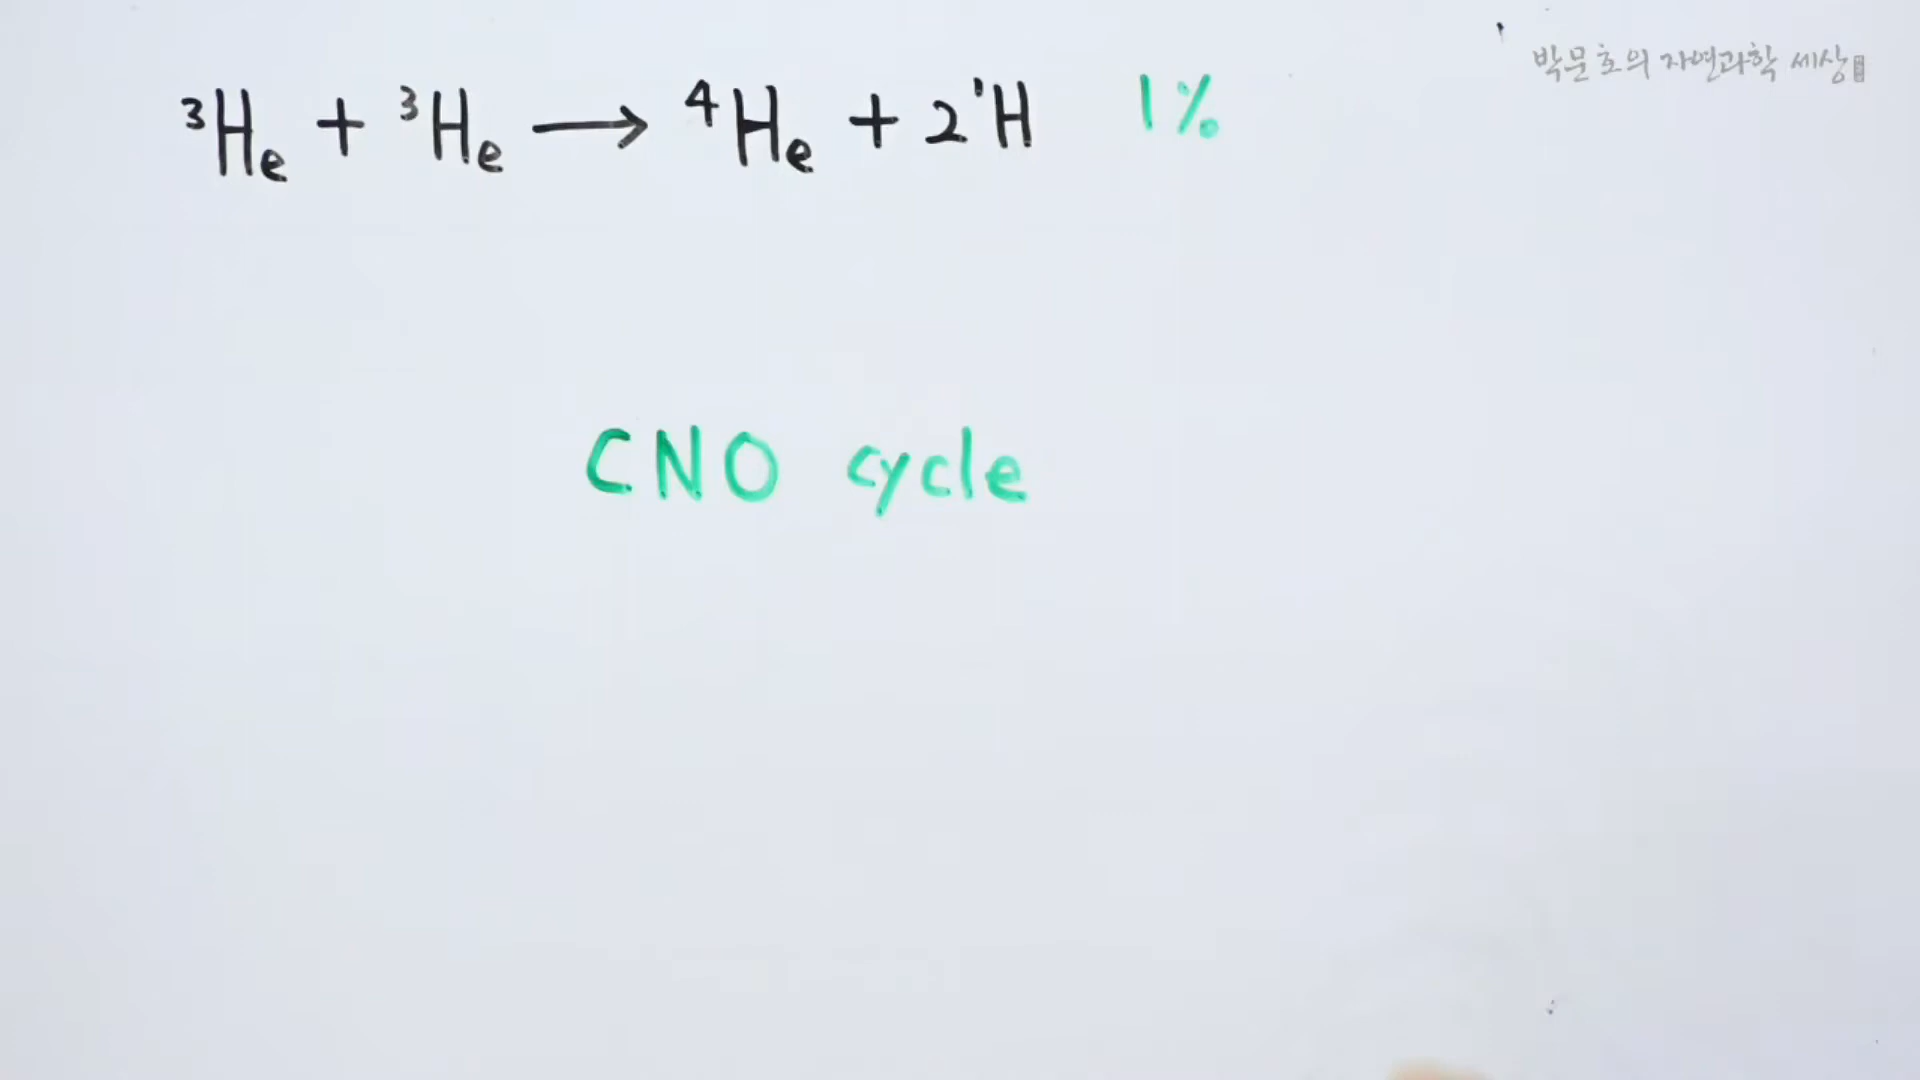 박문호의 자연과학 세상
³He + ³He → ⁴He + 2¹H 1%
CNO cycle